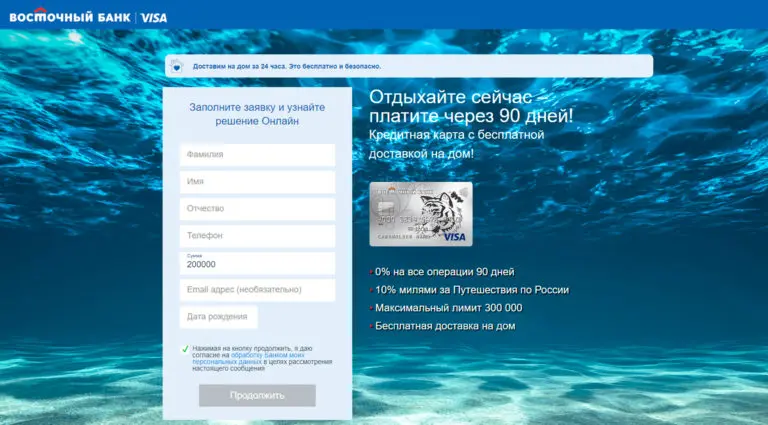 ВОСТОЧНЫЙ БАНК | VISA
Доставим на дом за 24 часа. Это бесплатно и безопасно.
Заполните заявку и узнайте
решение Онлайн
Фамилия
Имя
Отчество
Телефон
Сумма
200000
Email адрес (необязательно)
Дата рождения
Нажимая на кнопку продолжить, я даю
согласие на обработку Банком моих
персональных данных в целях рассмотрения
настоящего сообщения
Продолжить
Отдыхайте сейчас –
платите через 90 дней!
Кредитная карта с бесплатной
доставкой на дом!
ВОСТОЧНЫЙ БАНК
CARDHOLDER NAME
VISA
• 0% на все операции 90 дней
• 10% милями за Путешествия по России
• Максимальный лимит 300 000
• Бесплатная доставка на дом